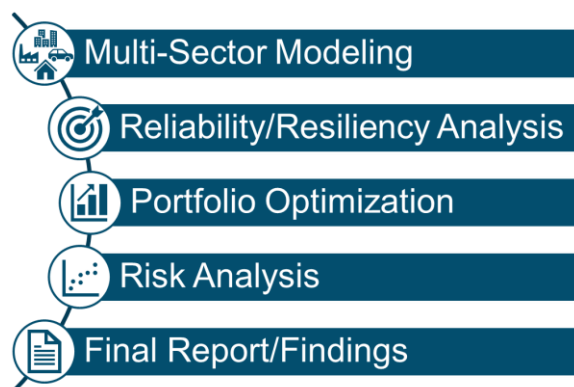 Multi-Sector Modeling
Reliability/Resiliency Analysis
Portfolio Optimization
Risk Analysis
Final Report/Findings